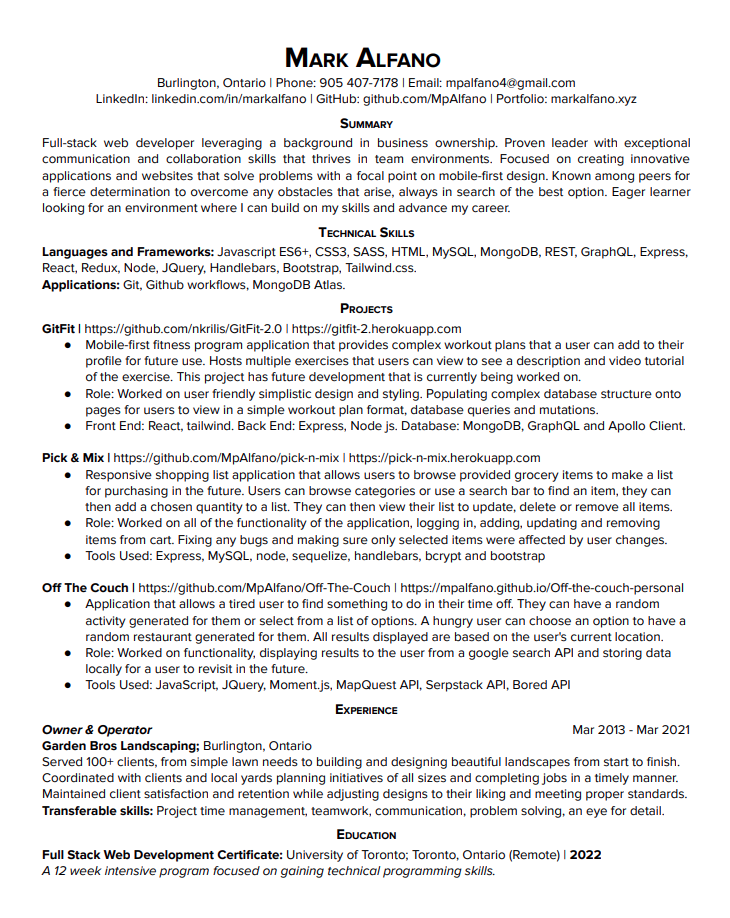 MARK ALFANO
Burlington, Ontario | Phone: 905 407-7178 | Email: mpalfano4@gmail.com
LinkedIn: linkedin.com/in/markalfano | GitHub: github.com/MpAlfano | Portfolio: markalfano.xyz
SUMMARY
Full-stack web developer leveraging a background in business ownership. Proven leader with exceptional
communication and collaboration skills that thrives in team environments. Focused on creating innovative
applications and websites that solve problems with a focal point on mobile-first design. Known among peers for
a fierce determination to overcome any obstacles that arise, always in search of the best option. Eager learner
looking for an environment where I can build on my skills and advance my career.
TECHNICAL SKILLS
Languages and Frameworks: Javascript ES6+, CSS3, SASS, HTML, MySQL, MongoDB, REST, GraphQL, Express,
React, Redux, Node, JQuery, Handlebars, Bootstrap, Tailwind.css.
Applications: Git, Github workflows, MongoDB Atlas.
PROJECTS
GitFit | https://github.com/nkrilis/GitFit-2.0 | https://gitfit-2.herokuapp.com
● Mobile-first fitness program application that provides complex workout plans that a user can add to their
profile for future use. Hosts multiple exercises that users can view to see a description and video tutorial
of the exercise. This project has future development that is currently being worked on.
● Role: Worked on user friendly simplistic design and styling. Populating complex database structure onto
pages for users to view in a simple workout plan format, database queries and mutations.
● Front End: React, tailwind. Back End: Express, Node js. Database: MongoDB, GraphQL and Apollo Client.
Pick & Mix | https://github.com/MpAlfano/pick-n-mix | https://pick-n-mix.herokuapp.com
● Responsive shopping list application that allows users to browse provided grocery items to make a list
for purchasing in the future. Users can browse categories or use a search bar to find an item, they can
then add a chosen quantity to a list. They can then view their list to update, delete or remove all items.
● Role: Worked on all of the functionality of the application, logging in, adding, updating and removing
items from cart. Fixing any bugs and making sure only selected items were affected by user changes.
● Tools Used: Express, MySQL, node, sequelize, handlebars, bcrypt and bootstrap
Off The Couch | https://github.com/MpAlfano/Off-The-Couch | https://mpalfano.github.io/Off-the-couch-personal
● Application that allows a tired user to find something to do in their time off. They can have a random
activity generated for them or select from a list of options. A hungry user can choose an option to have a
random restaurant generated for them. All results displayed are based on the user's current location.
● Role: Worked on functionality, displaying results to the user from a google search API and storing data
locally for a user to revisit in the future.
● Tools Used: JavaScript, JQuery, Moment.js, MapQuest API, Serpstack API, Bored API
EXPERIENCE
Owner & Operator Mar 2013 - Mar 2021
Garden Bros Landscaping; Burlington, Ontario
Served 100+ clients, from simple lawn needs to building and designing beautiful landscapes from start to finish.
Coordinated with clients and local yards planning initiatives of all sizes and completing jobs in a timely manner.
Maintained client satisfaction and retention while adjusting designs to their liking and meeting proper standards.
Transferable skills: Project time management, teamwork, communication, problem solving, an eye for detail.
EDUCATION
Full Stack Web Development Certificate: University of Toronto; Toronto, Ontario (Remote) | 2022
A 12 week intensive program focused on gaining technical programming skills.